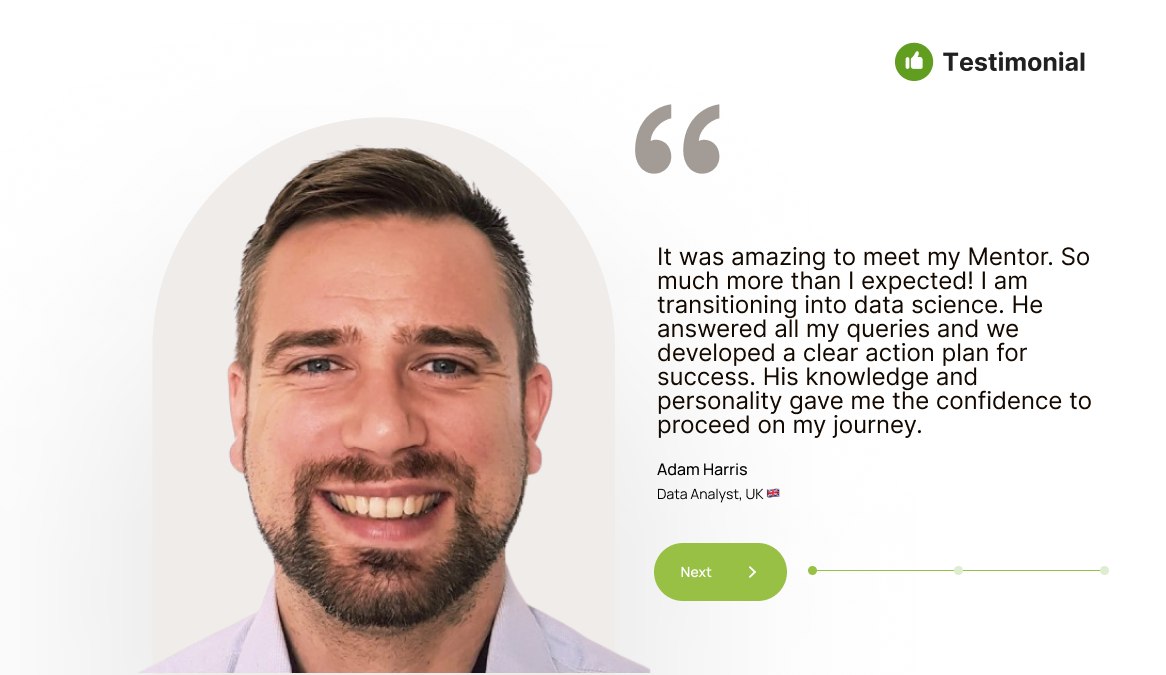 Testimonial
“
It was amazing to meet my Mentor. So
much more than I expected! I am
transitioning into data science. He
answered all my queries and we
developed a clear action plan for
success. His knowledge and
personality gave me the confidence to
proceed on my journey.
Adam Harris
Data Analyst, UK 🇬🇧
Next